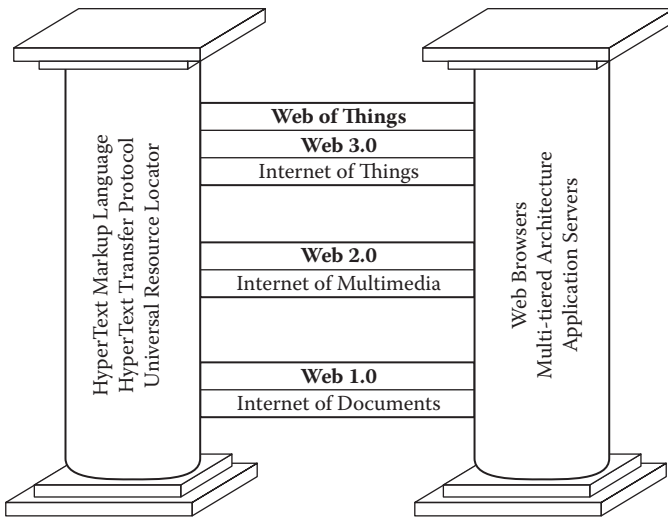 HyperText Markup Language
HyperText Transfer Protocol
Universal Resource Locator
Web of Things
Web 3.0
Internet of Things
Web 2.0
Internet of Multimedia
Web 1.0
Internet of Documents
Web Browsers
Multi-tiered Architecture
Application Servers